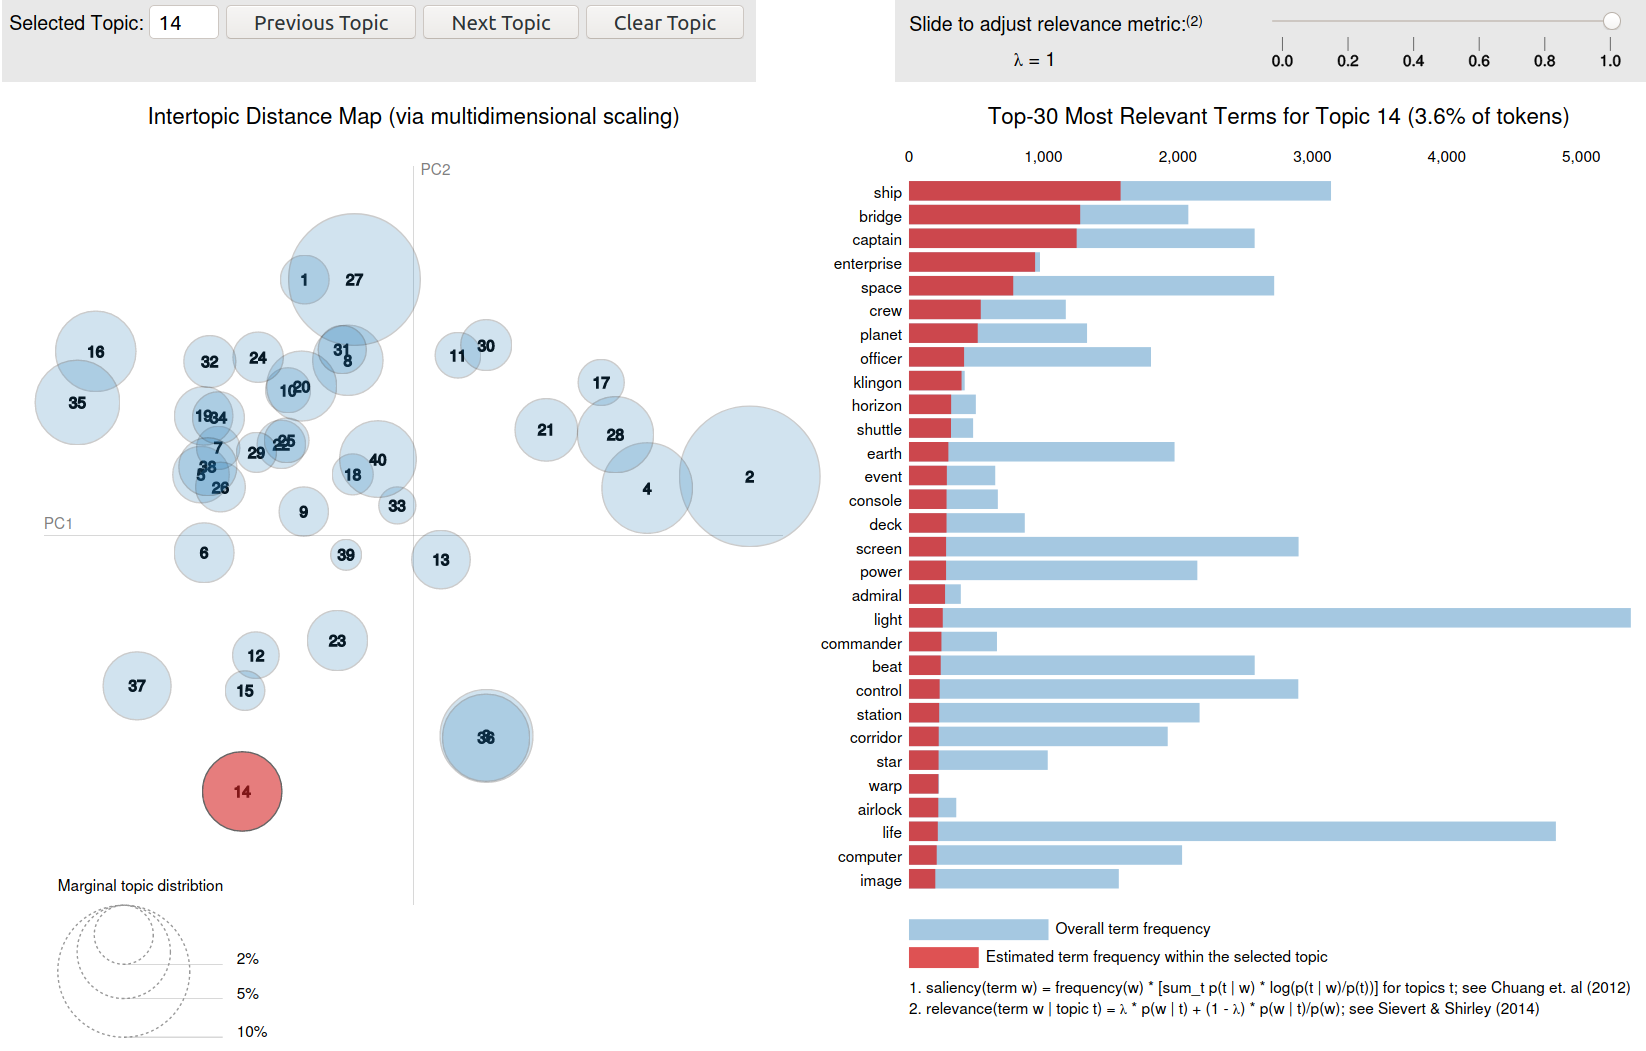 Selected Topic: 14 Previous Topic Next Topic Clear Topic
Slide to adjust relevance metric:(2)
λ = 1
0.0 0.2 0.4 0.6 0.8 1.0
Intertopic Distance Map (via multidimensional scaling)
PC2
PC1
1
27
16
35
32
24
31
8
11
30
17
10
20
19
34
21
28
7
29
22
25
40
38
5
26
18
4
2
9
33
6
39
13
23
12
37
15
36
14
Marginal topic distribtion
2%
5%
10%
Top-30 Most Relevant Terms for Topic 14 (3.6% of tokens)
0 1,000 2,000 3,000 4,000 5,000
ship
bridge
captain
enterprise
space
crew
planet
officer
klingon
horizon
shuttle
earth
event
console
deck
screen
power
admiral
light
commander
beat
control
station
corridor
star
warp
airlock
life
computer
image
Overall term frequency
Estimated term frequency within the selected topic
1. saliency(term w) = frequency(w) * [sum_t p(t | w) * log(p(t | w)/p(t))] for topics t; see Chuang et. al (2012)
2. relevance(term w | topic t) = λ * p(w | t) + (1 - λ) * p(w | t)/p(w); see Sievert & Shirley (2014)